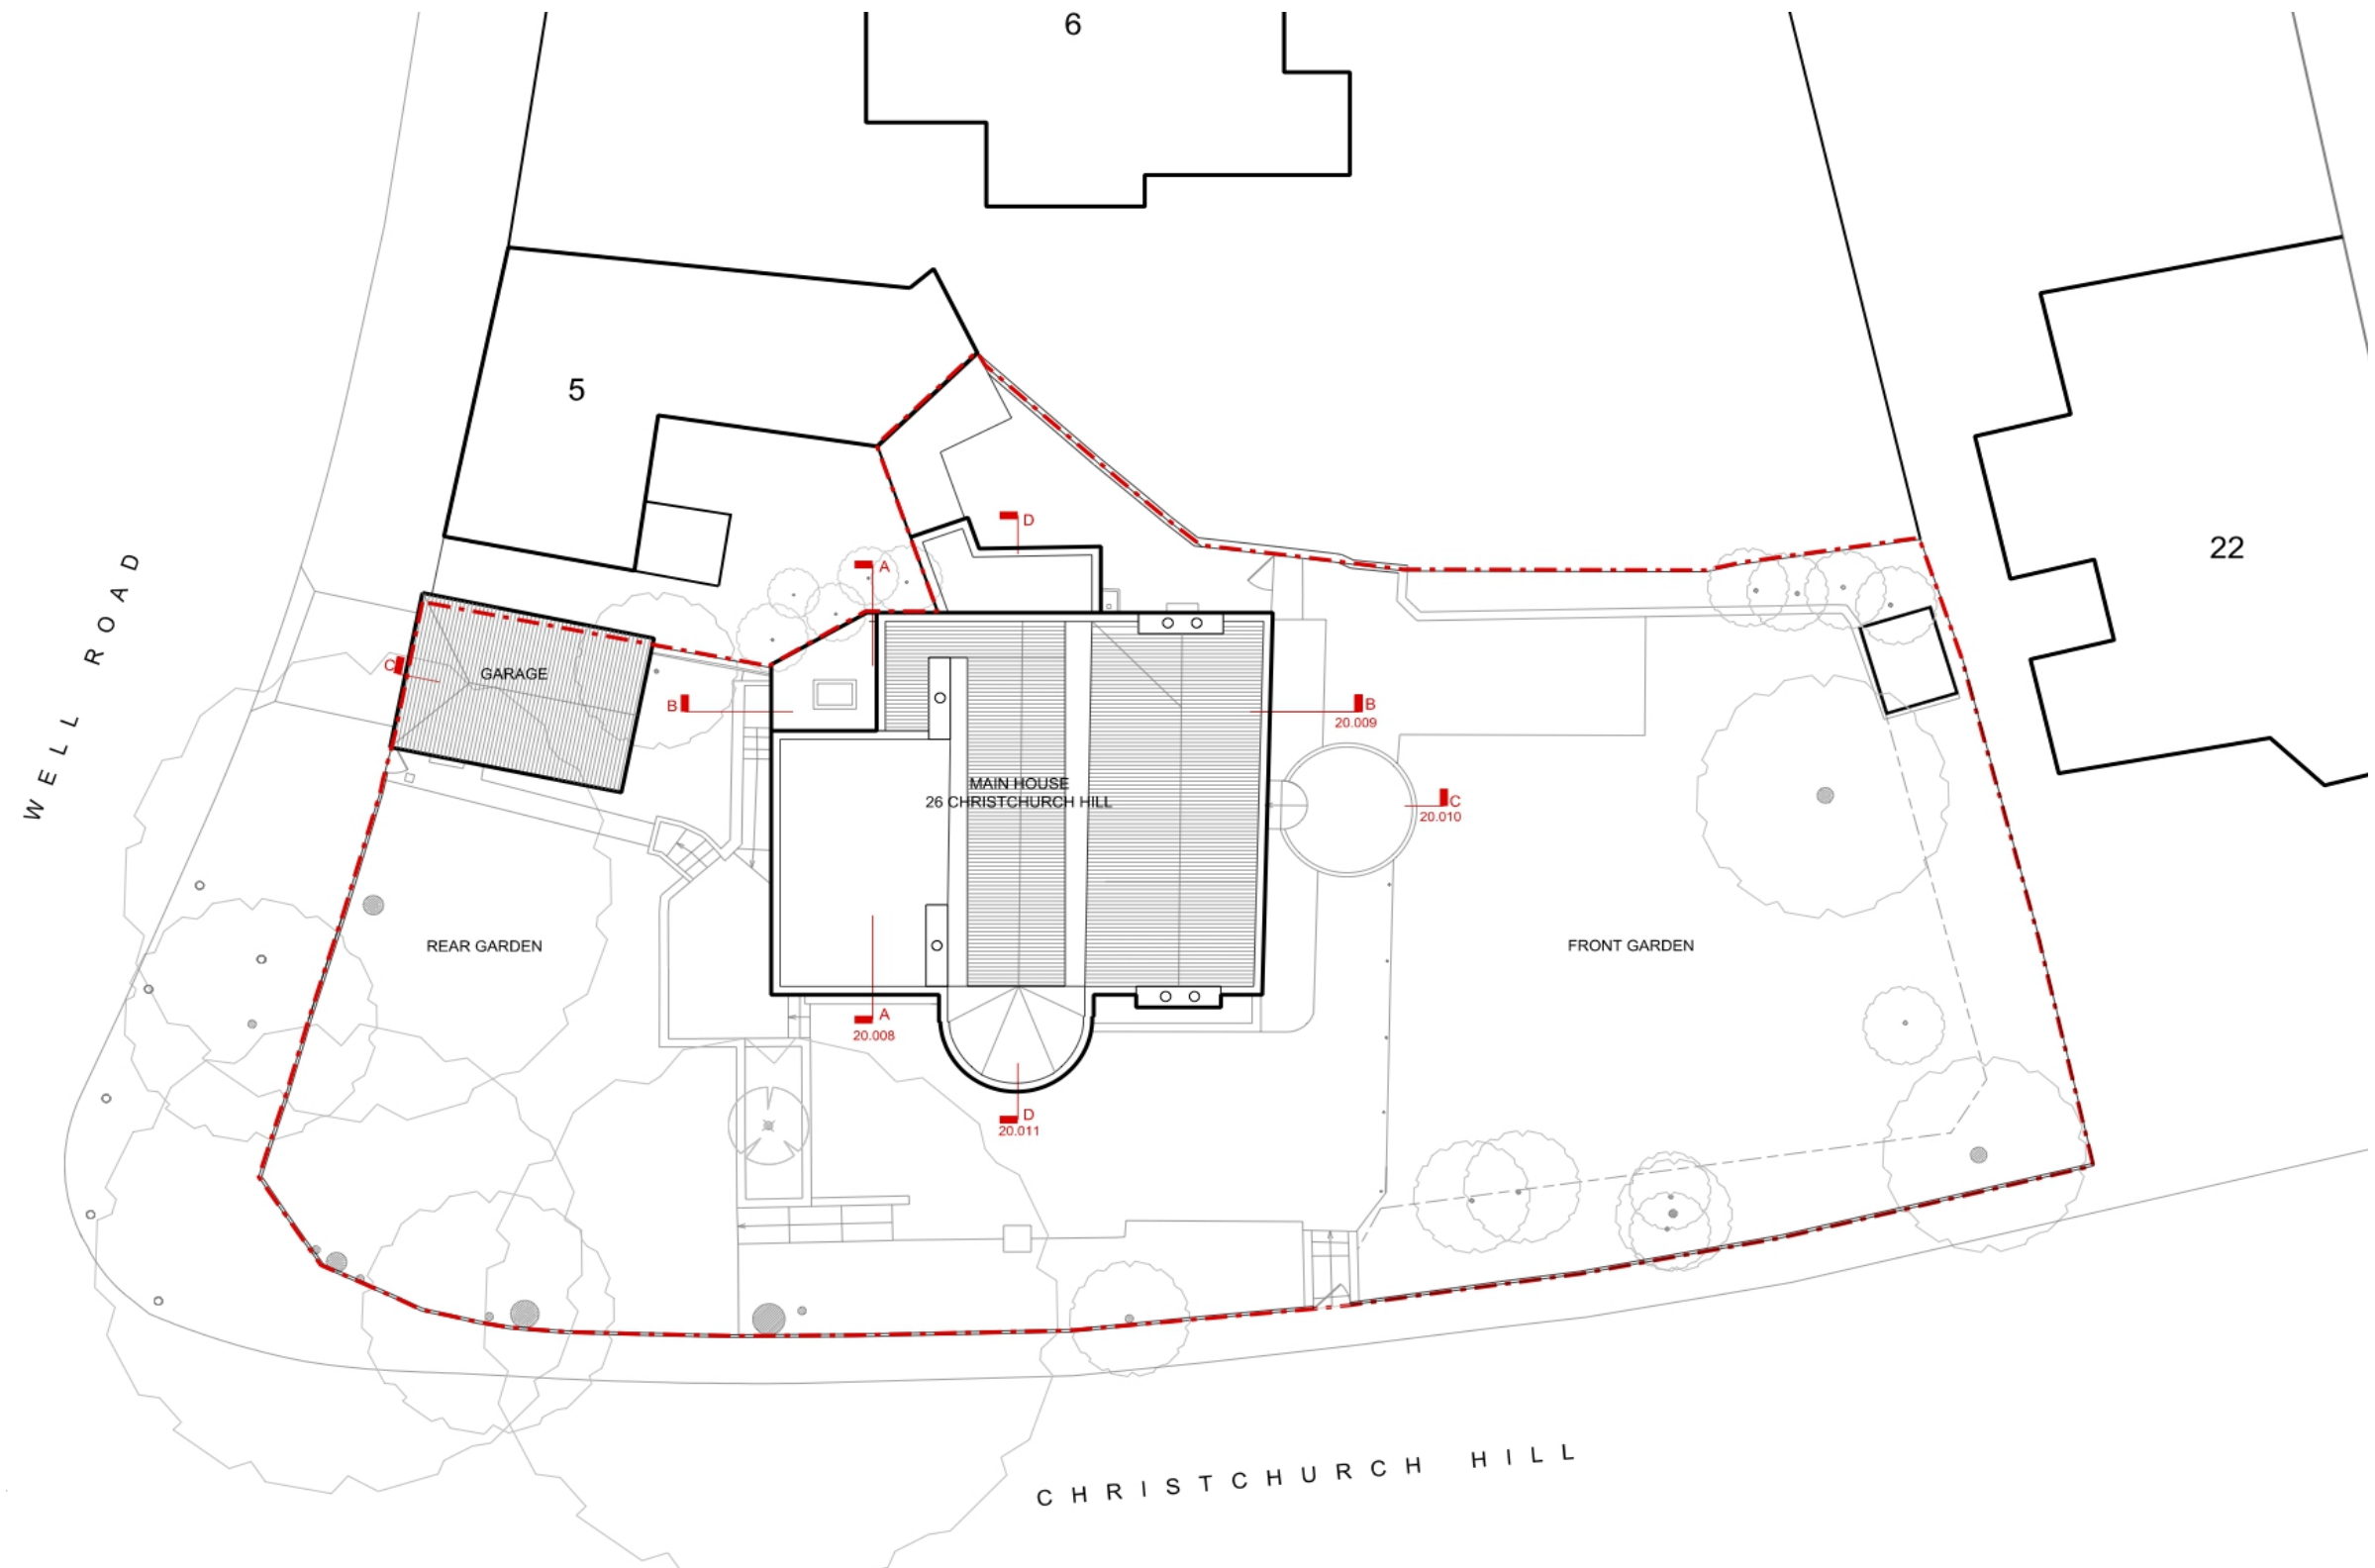 6
5
22
WELL ROAD
D
A
C
GARAGE
B
B
20.009
MAIN HOUSE
26 CHRISTCHURCH HILL
C
20.010
REAR GARDEN
FRONT GARDEN
A
20.008
D
20.011
CHRISTCHURCH HILL